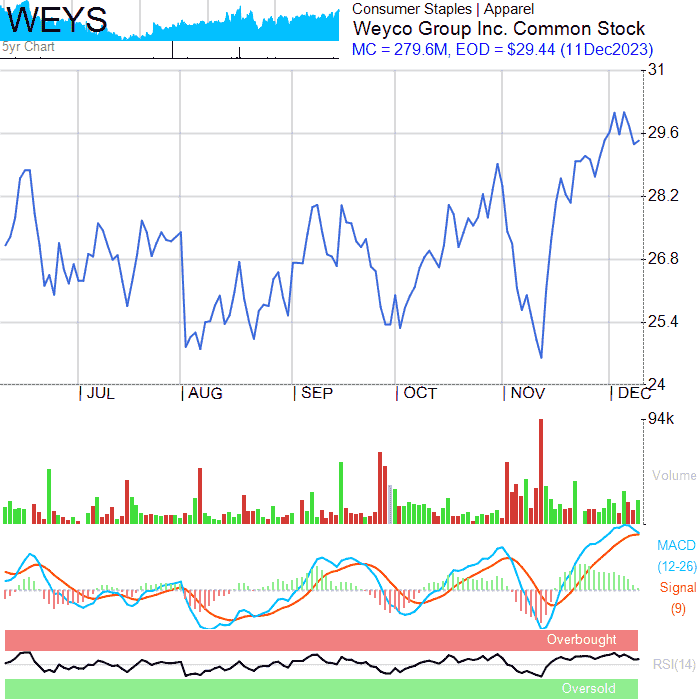 WEYS
5yr Chart
Consumer Staples | Apparel
Weyco Group Inc. Common Stock
MC = 279.6M, EOD = $29.44 (11Dec2023)
31
29.6
28.2
26.8
25.4
24
JUL AUG SEP OCT NOV DEC
94k
Volume
MACD
(12-26)
Signal
(9)
Overbought
RSI(14)
Oversold